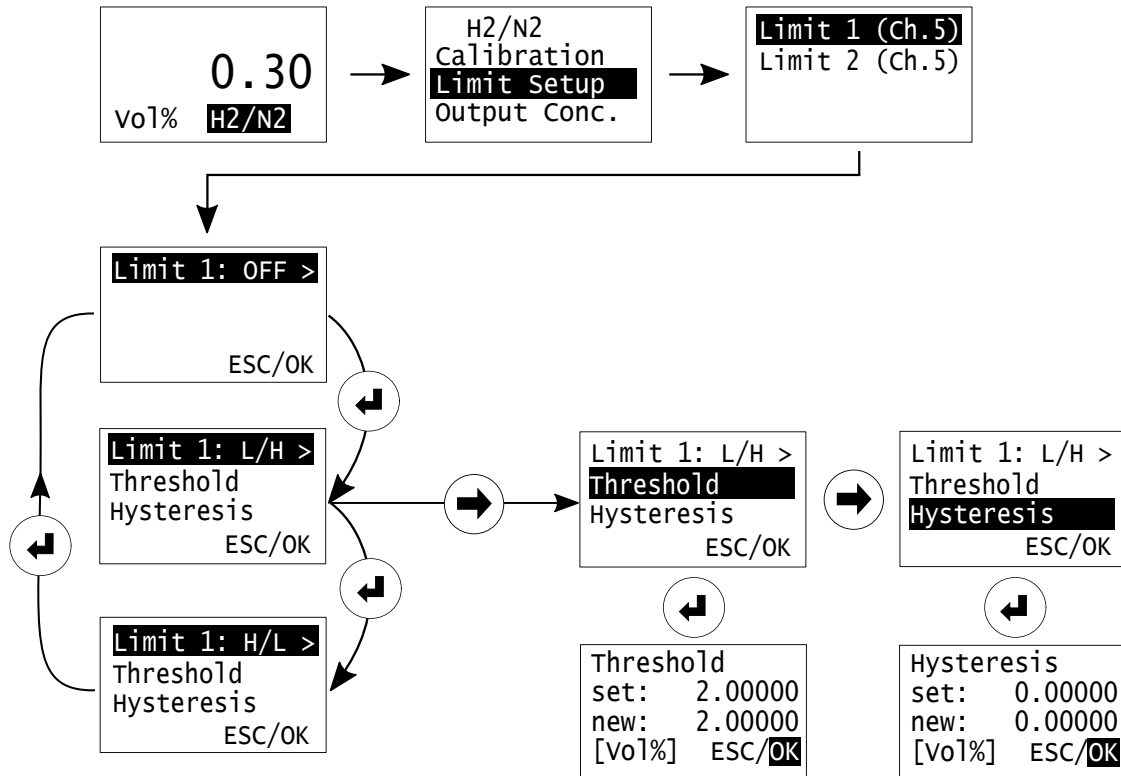 0.30
Vol% H2/N2
H2/N2
Calibration
Limit Setup
Output Conc.
Limit 1 (Ch.5)
Limit 2 (Ch.5)
Limit 1: OFF >
ESC/OK
Limit 1: L/H >
Threshold
Hysteresis
ESC/OK
Limit 1: H/L >
Threshold
Hysteresis
ESC/OK
Limit 1: L/H >
Threshold
Hysteresis
ESC/OK
Threshold
set: 2.00000
new: 2.00000
[Vol%] ESC/OK
Limit 1: L/H >
Threshold
Hysteresis
ESC/OK
Hysteresis
set: 0.00000
new: 0.00000
[Vol%] ESC/OK